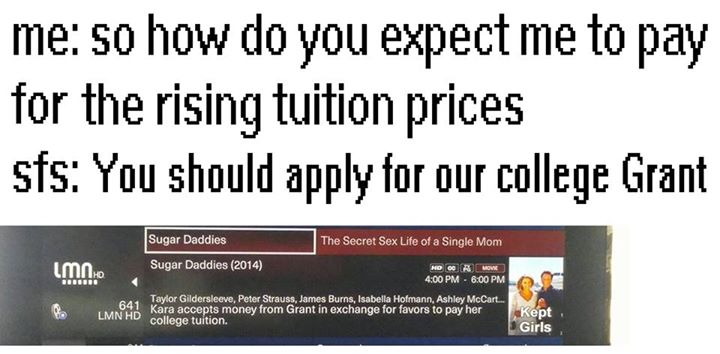 me: so how do you expect me to pay
for the rising tuition prices
sfs: You should apply for our college Grant
Sugar Daddies
The Secret Sex Life of a Single Mom
lmn HD
Sugar Daddies (2014)
HD CC MOVIE
4:00 PM - 6:00 PM
641
LMN HD
Taylor Gildersleeve, Peter Strauss, James Burns, Isabella Hofmann, Ashley McCart...
Kara accepts money from Grant in exchange for favors to pay her
college tuition.
Kept
Girls